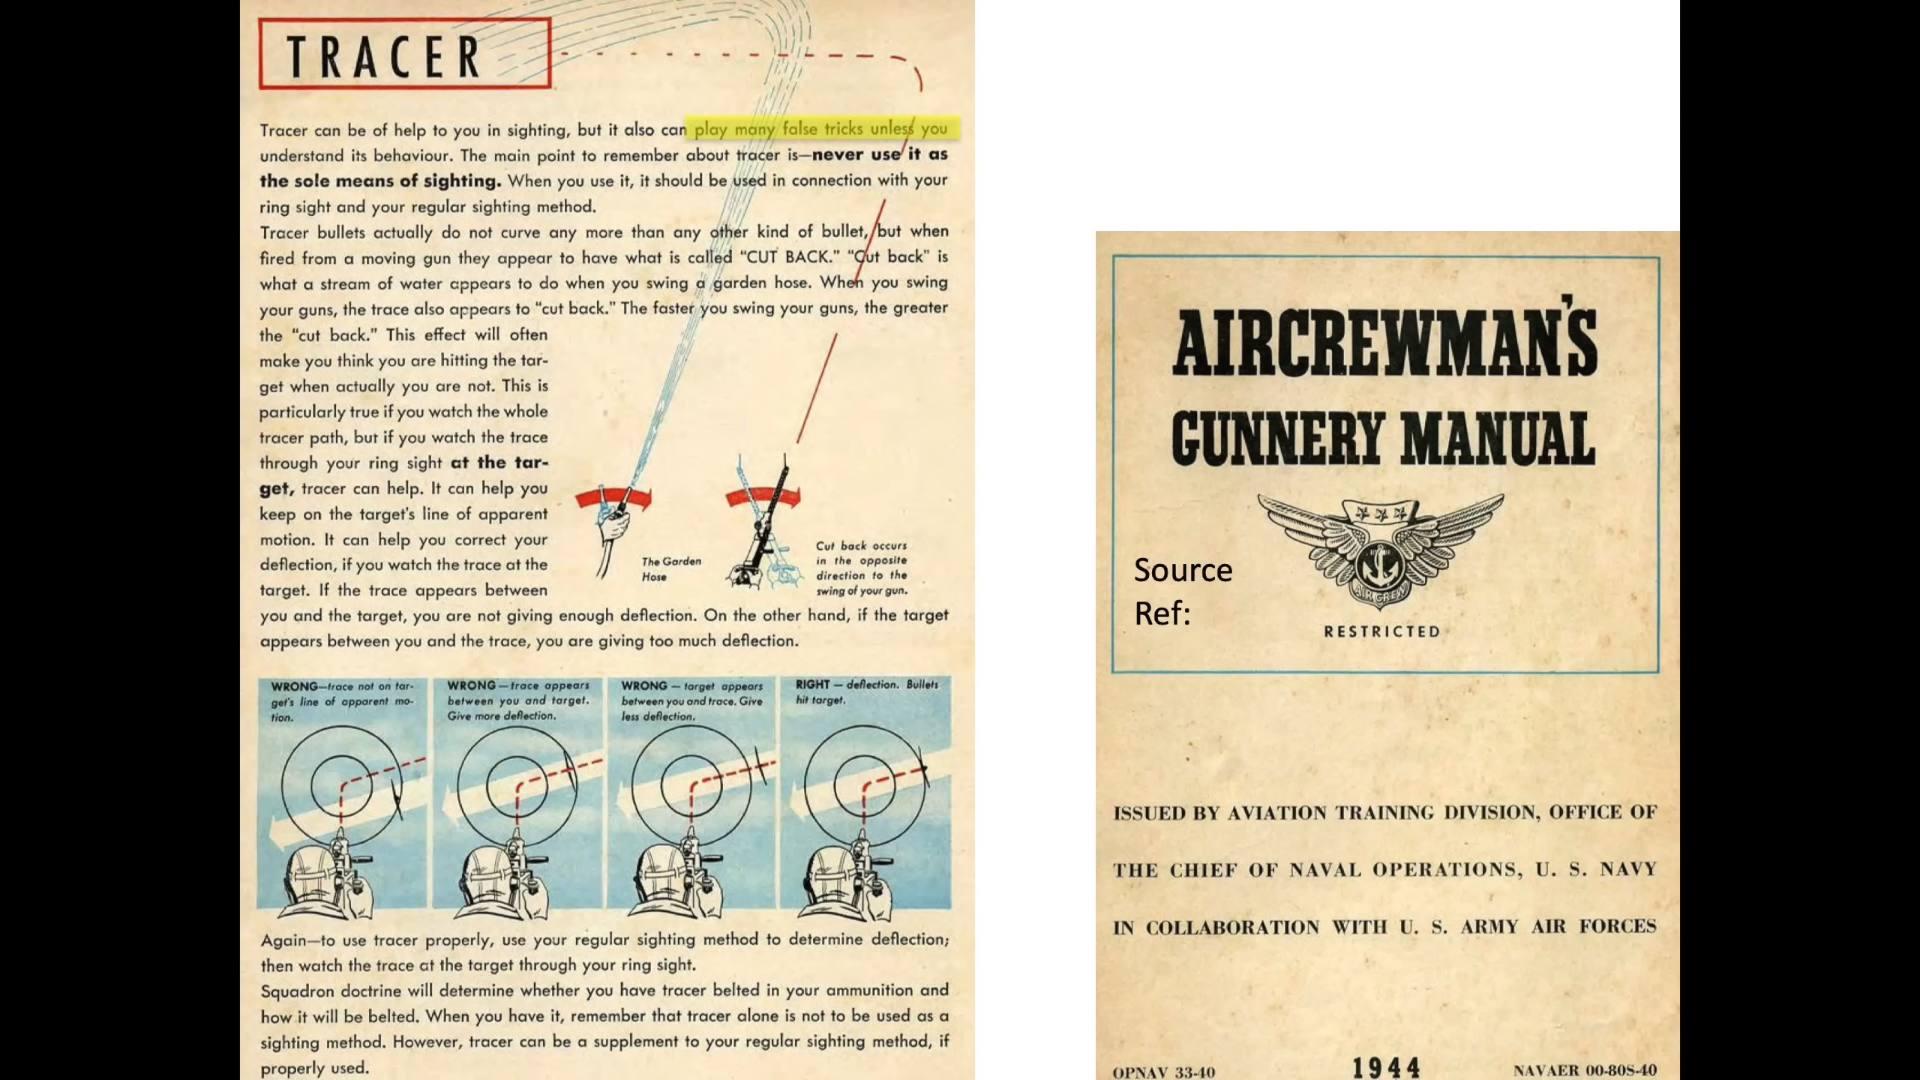 TRACER
Tracer can be of help to you in sighting, but it also can play many false tricks unless you
understand its behaviour. The main point to remember about tracer is—never use it as
the sole means of sighting. When you use it, it should be used in connection with your
ring sight and your regular sighting method.
Tracer bullets actually do not curve any more than any other kind of bullet, but when
fired from a moving gun they appear to have what is called "CUT BACK." "Cut back" is
what a stream of water appears to do when you swing a garden hose. When you swing
your guns, the trace also appears to "cut back." The faster you swing your guns, the greater
the "cut back." This effect will often
make you think you are hitting the tar-
get when actually you are not. This is
particularly true if you watch the whole
tracer path, but if you watch the trace
through your ring sight at the tar-
get, tracer can help. It can help you
keep on the target's line of apparent
motion. It can help you correct your
deflection, if you watch the trace at the
target. If the trace appears between
you and the target, you are not giving enough deflection. On the other hand, if the target
appears between you and the trace, you are giving too much deflection.
The Garden
Hose
Cut back occurs
in the opposite
direction to the
swing of your gun.
WRONG—trace not on tar-
get's line of apparent mo-
tion.
WRONG—trace appears
between you and target.
Give more deflection.
WRONG — target appears
between you and trace. Give
less deflection.
RIGHT — deflection. Bullets
hit target.
Again—to use tracer properly, use your regular sighting method to determine deflection;
then watch the trace at the target through your ring sight.
Squadron doctrine will determine whether you have tracer belted in your ammunition and
how it will be belted. When you have it, remember that tracer alone is not to be used as a
sighting method. However, tracer can be a supplement to your regular sighting method, if
properly used.
AIRCREWMAN'S
GUNNERY MANUAL
AIR CREW
Source
Ref:
RESTRICTED
ISSUED BY AVIATION TRAINING DIVISION, OFFICE OF
THE CHIEF OF NAVAL OPERATIONS, U. S. NAVY
IN COLLABORATION WITH U. S. ARMY AIR FORCES
OPNAV 33-40
1944
NAVAER 00-80S-40